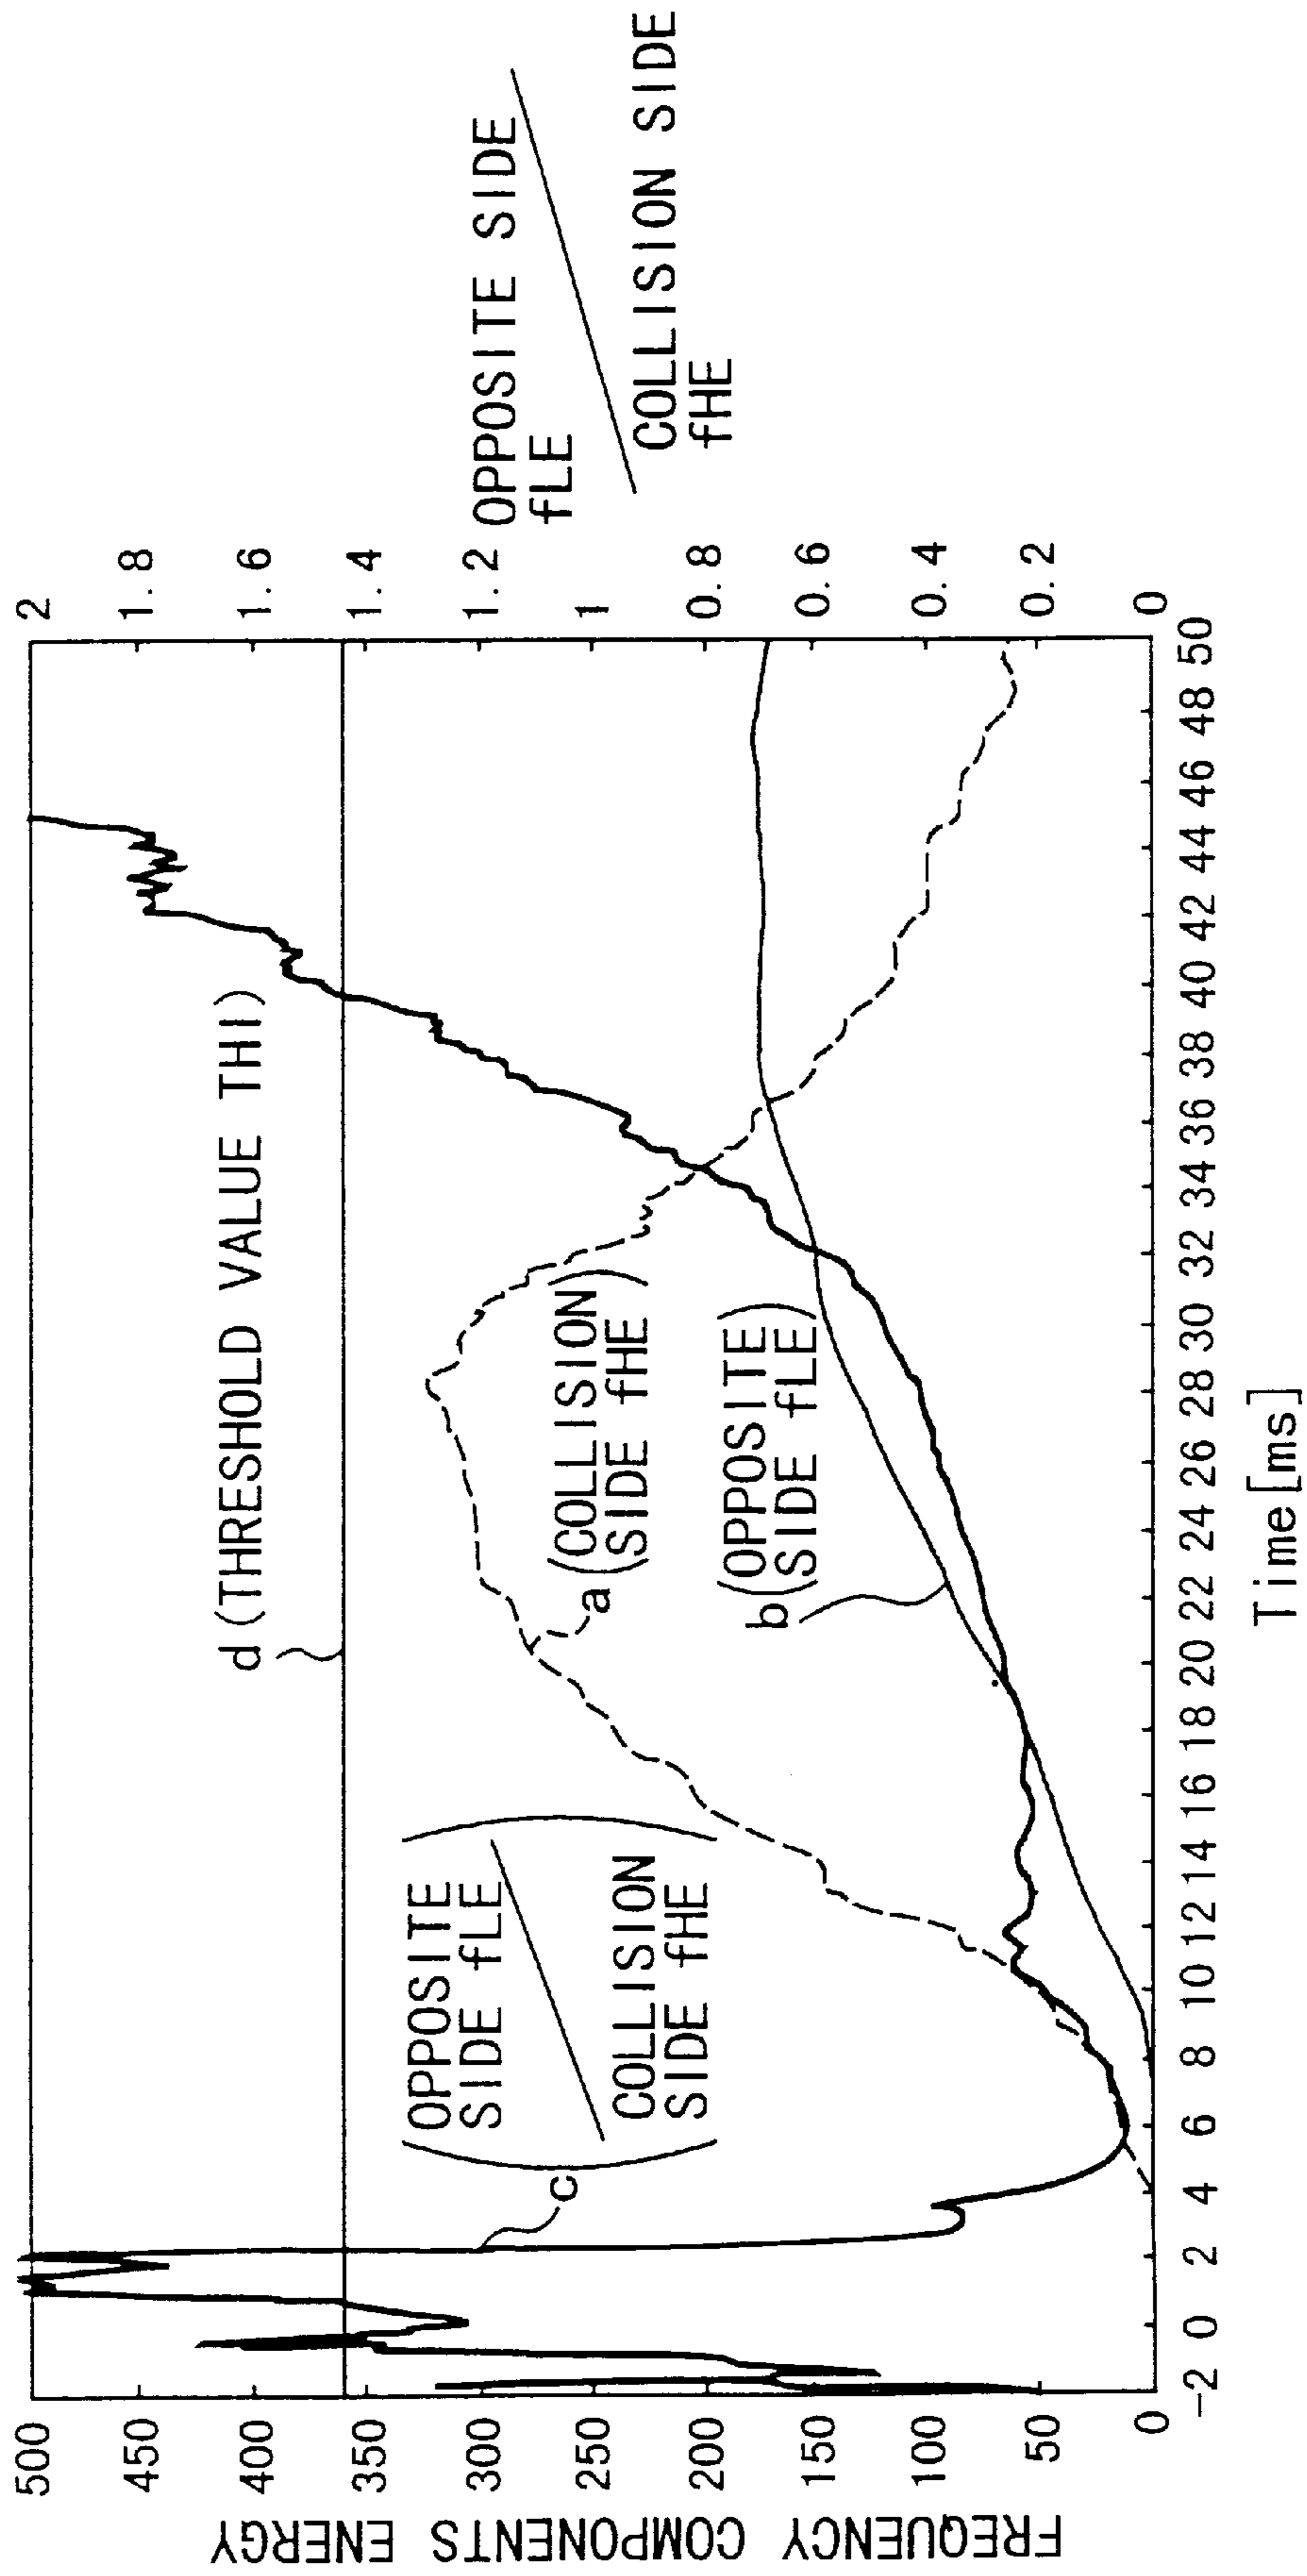 FREQUENCY COMPONENTS ENERGY
500
450
400
350
300
250
200
150
100
50
0
d(THRESHOLD VALUE THI)
c
(OPPOSITE
SIDE fLE
COLLISION
SIDE fHE)
a(COLLISION
SIDE fHE)
b(OPPOSITE
SIDE fLE)
2
1.8
1.6
1.4
1.2
1
0.8
0.6
0.4
0.2
0
OPPOSITE SIDE
fLE
COLLISION SIDE
fHE
-2 0 2 4 6 8 10 12 14 16 18 20 22 24 26 28 30 32 34 36 38 40 42 44 46 48 50
Time[ms]